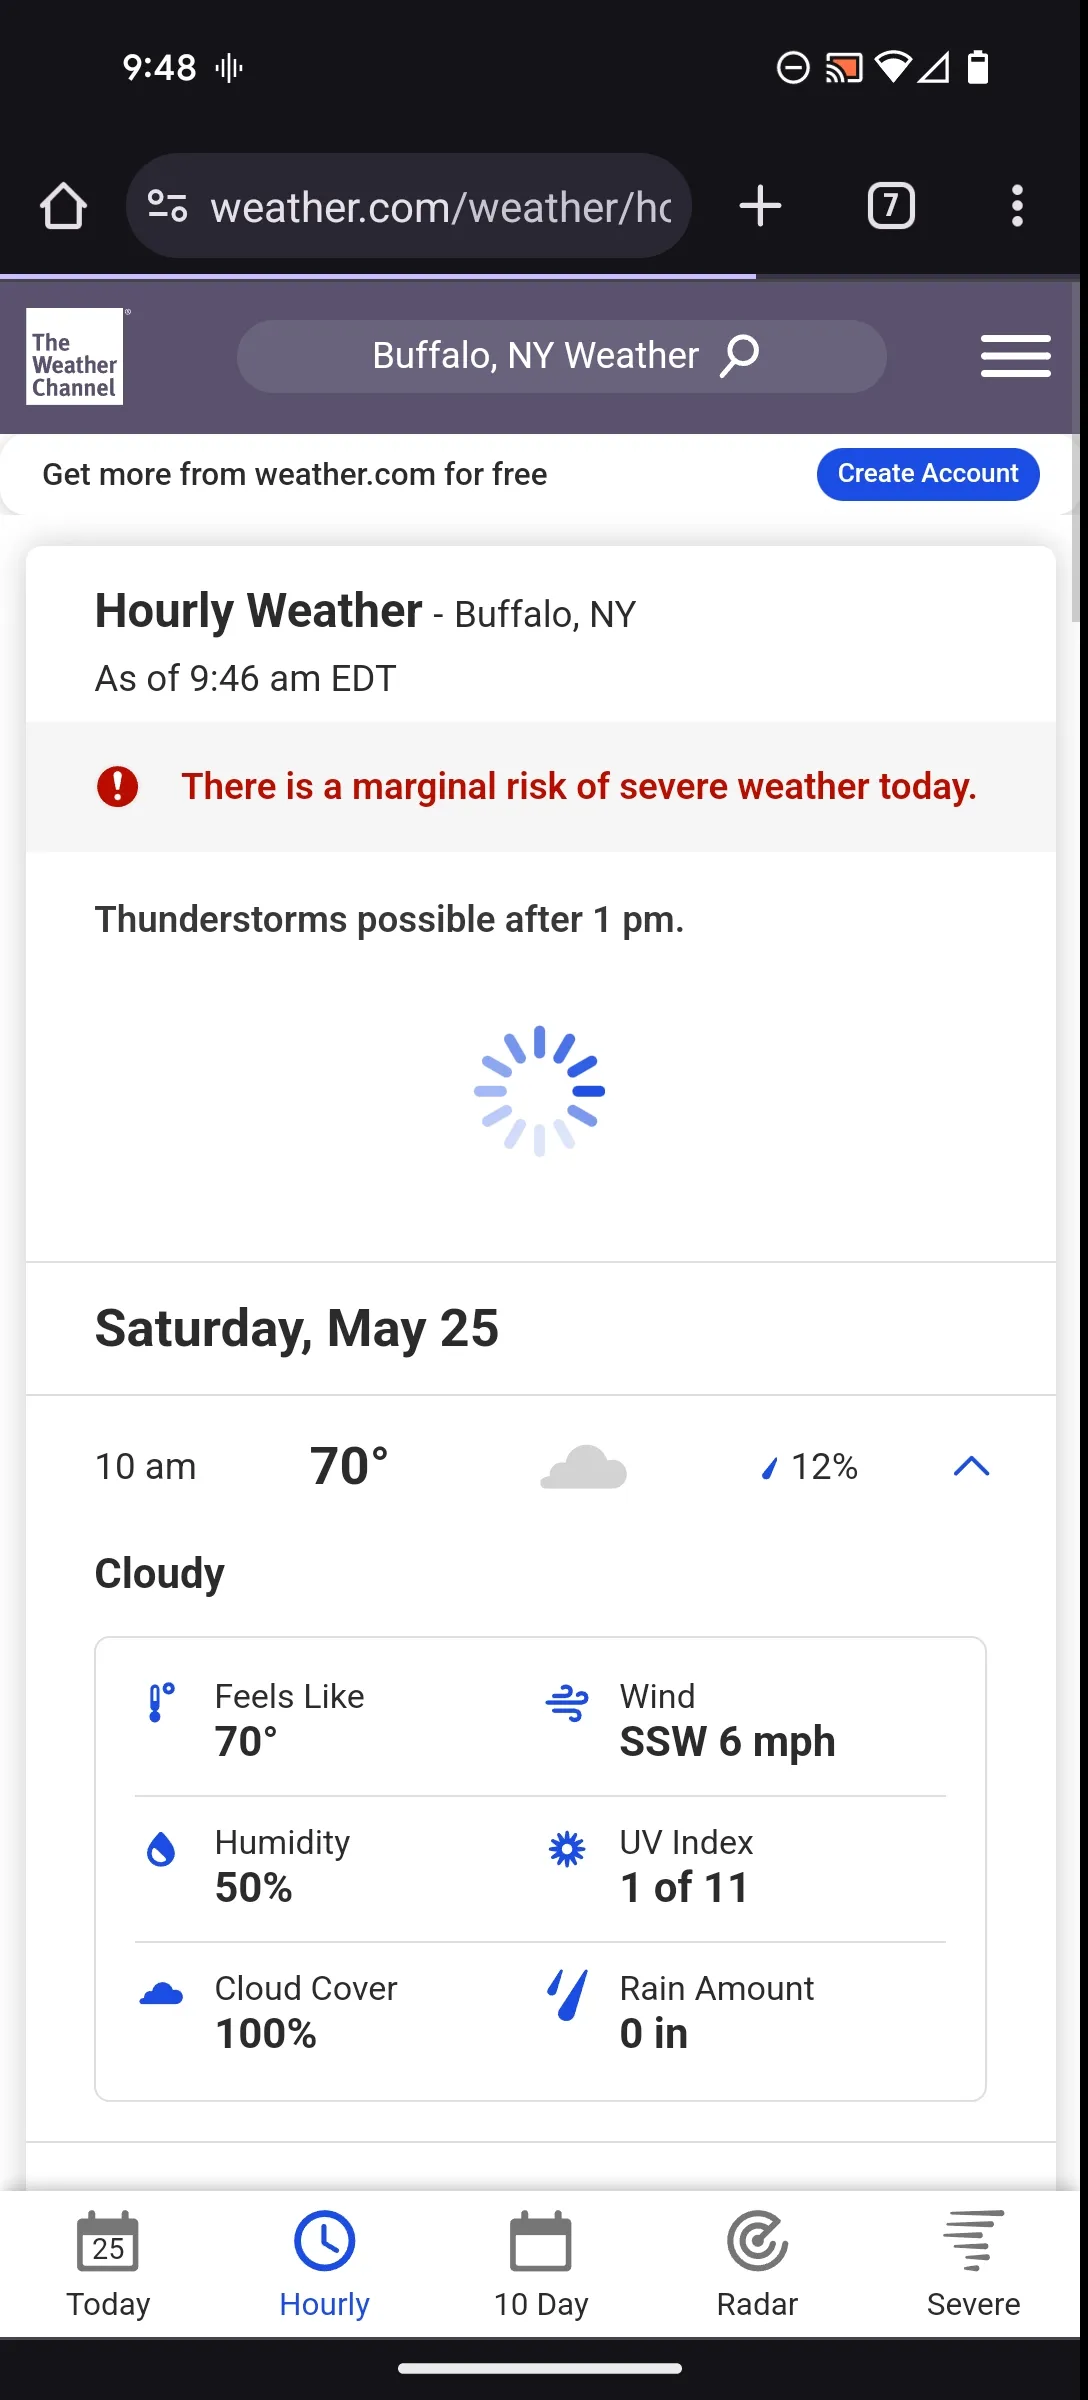 9:48
weather.com/weather/ho
7
The
Weather
Channel
®
Buffalo, NY Weather
Get more from weather.com for free
Create Account
Hourly Weather - Buffalo, NY
As of 9:46 am EDT
There is a marginal risk of severe weather today.
Thunderstorms possible after 1 pm.
Saturday, May 25
10 am 70° 12%
Cloudy
Feels Like
70°
Wind
SSW 6 mph
Humidity
50%
UV Index
1 of 11
Cloud Cover
100%
Rain Amount
0 in
25
Today
Hourly
10 Day
Radar
Severe